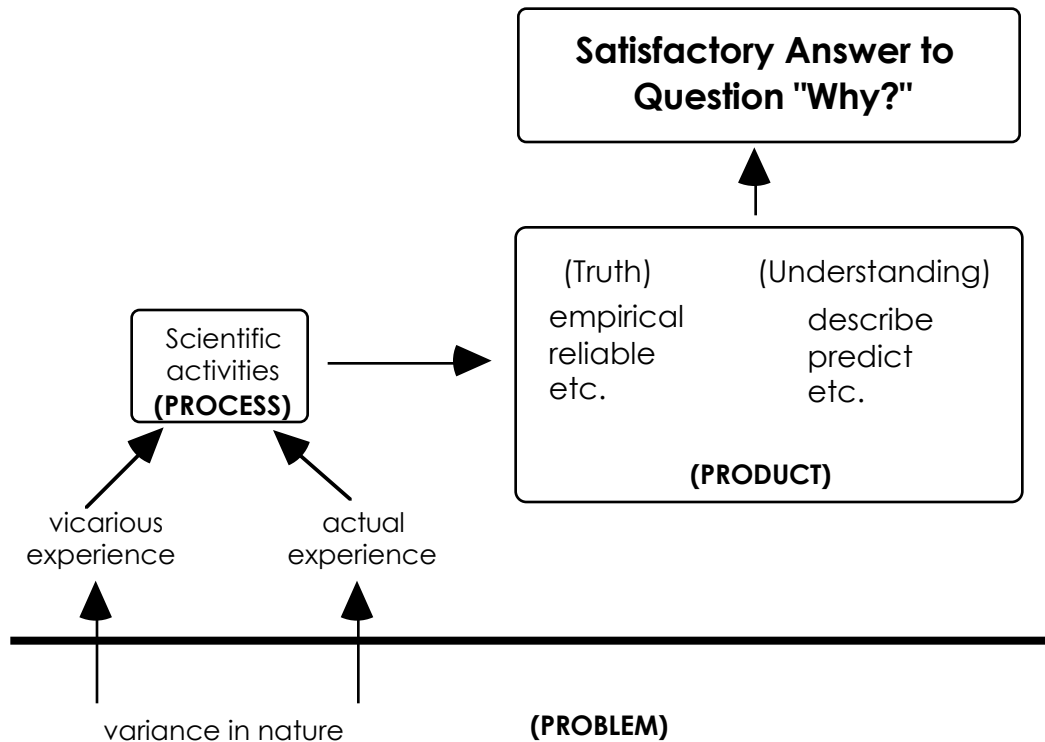 Satisfactory Answer to
Question "Why?"
(Truth)
empirical
reliable
etc.
(Understanding)
describe
predict
etc.
(PRODUCT)
Scientific
activities
(PROCESS)
vicarious
experience
actual
experience
variance in nature
(PROBLEM)